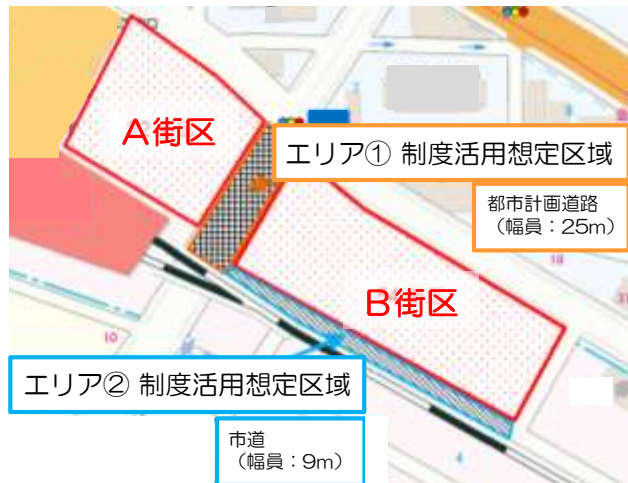 A街区
エリア① 制度活用想定区域
都市計画道路
（幅員：25m）
B街区
10
エリア② 制度活用想定区域
市道
（幅員：9m）